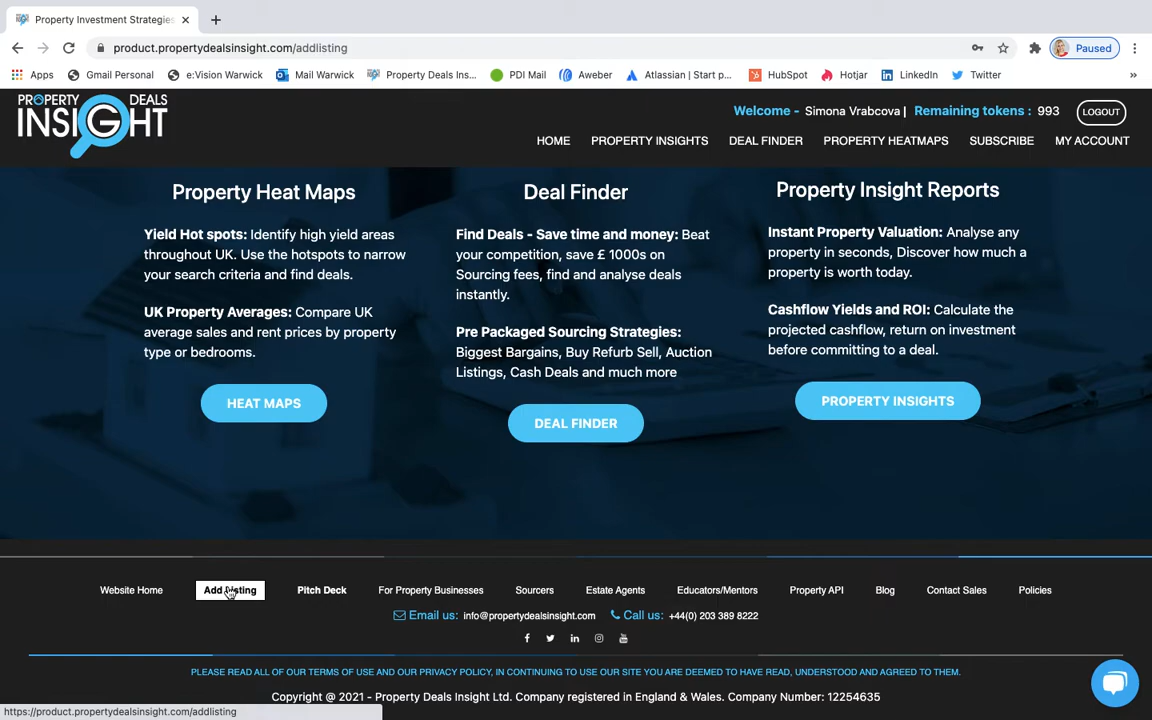 Property Investment Strategies
product.propertydealsinsight.com/addlisting
Paused
Apps Gmail Personal e:Vision Warwick Mail Warwick Property Deals Ins... PDI Mail Aweber Atlassian | Start p... HubSpot Hotjar LinkedIn Twitter »
PROPERTY DEALS
INSIGHT
Welcome - Simona Vrabcova | Remaining tokens : 993 LOGOUT
HOME PROPERTY INSIGHTS DEAL FINDER PROPERTY HEATMAPS SUBSCRIBE MY ACCOUNT
Property Heat Maps
Yield Hot spots: Identify high yield areas
throughout UK. Use the hotspots to narrow
your search criteria and find deals.
UK Property Averages: Compare UK
average sales and rent prices by property
type or bedrooms.
HEAT MAPS
Deal Finder
Find Deals - Save time and money: Beat
your competition, save £ 1000s on
Sourcing fees, find and analyse deals
instantly.
Pre Packaged Sourcing Strategies:
Biggest Bargains, Buy Refurb Sell, Auction
Listings, Cash Deals and much more
DEAL FINDER
Property Insight Reports
Instant Property Valuation: Analyse any
property in seconds, Discover how much a
property is worth today.
Cashflow Yields and ROI: Calculate the
projected cashflow, return on investment
before committing to a deal.
PROPERTY INSIGHTS
Website Home Add Listing Pitch Deck For Property Businesses Sourcers Estate Agents Educators/Mentors Property API Blog Contact Sales Policies
Email us: info@propertydealsinsight.com Call us: +44(0) 203 389 8222
PLEASE READ ALL OF OUR TERMS OF USE AND OUR PRIVACY POLICY, IN CONTINUING TO USE OUR SITE YOU ARE DEEMED TO HAVE READ, UNDERSTOOD AND AGREED TO THEM.
Copyright @ 2021 - Property Deals Insight Ltd. Company registered in England & Wales. Company Number: 12254635
https://product.propertydealsinsight.com/addlisting